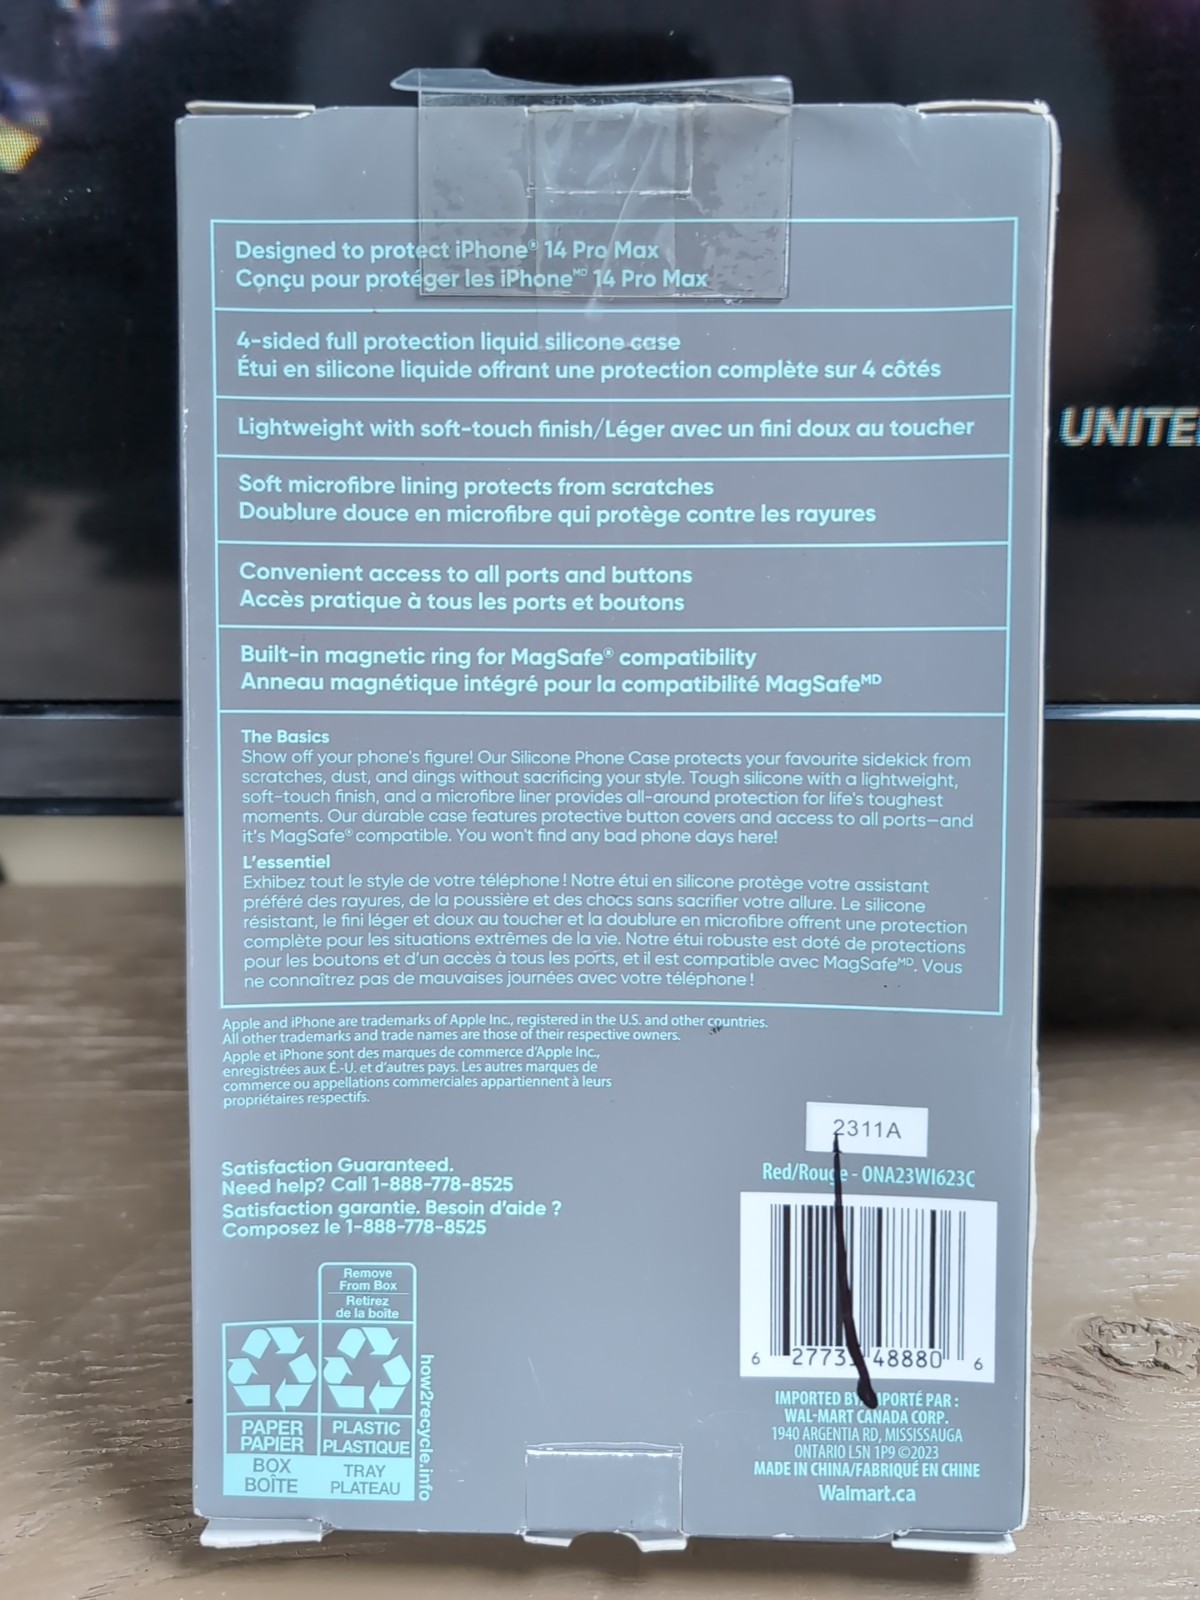 Designed to protect iPhone® 14 Pro Max
Conçu pour protéger les iPhoneᴹᴰ 14 Pro Max
4-sided full protection liquid silicone case
Étui en silicone liquide offrant une protection complète sur 4 côtés
UNITE
Lightweight with soft-touch finish/Léger avec un fini doux au toucher
Soft microfibre lining protects from scratches
Doublure douce en microfibre qui protège contre les rayures
Convenient access to all ports and buttons
Accès pratique à tous les ports et boutons
Built-in magnetic ring for MagSafe® compatibility
Anneau magnétique intégré pour la compatibilité MagSafeᴹᴰ
The Basics
Show off your phone's figure! Our Silicone Phone Case protects your favourite sidekick from
scratches, dust, and dings without sacrificing your style. Tough silicone with a lightweight,
soft-touch finish, and a microfibre liner provides all-around protection for life's toughest
moments. Our durable case features protective button covers and access to all ports—and
it's MagSafe® compatible. You won't find any bad phone days here!
L'essentiel
Exhibez tout le style de votre téléphone ! Notre étui en silicone protège votre assistant
préféré des rayures, de la poussière et des chocs sans sacrifier votre allure. Le silicone
résistant, le fini léger et doux au toucher et la doublure en microfibre offrent une protection
complète pour les situations extrêmes de la vie. Notre étui robuste est doté de protections
pour les boutons et d'un accès à tous les ports, et il est compatible avec MagSafeᴹᴰ. Vous
ne connaîtrez pas de mauvaises journées avec votre téléphone !
Apple and iPhone are trademarks of Apple Inc., registered in the U.S. and other countries.
All other trademarks and trade names are those of their respective owners.
Apple et iPhone sont des marques de commerce d'Apple Inc.,
enregistrées aux É.-U. et d'autres pays. Les autres marques de
commerce ou appellations commerciales appartiennent à leurs
propriétaires respectifs.
2311A
Red/Rouge - ONA23WI623C
Satisfaction Guaranteed.
Need help? Call 1-888-778-8525
Satisfaction garantie. Besoin d'aide ?
Composez le 1-888-778-8525
Remove
From Box
Retirez
de la boîte
PAPER
PAPIER
BOX
BOÎTE
PLASTIC
PLASTIQUE
TRAY
PLATEAU
how2recycle.info
6 2773 48880 6
IMPORTED BY/IMPORTÉ PAR :
WAL-MART CANADA CORP.
1940 ARGENTIA RD, MISSISSAUGA
ONTARIO L5N 1P9 ©2023
MADE IN CHINA/FABRIQUÉ EN CHINE
Walmart.ca